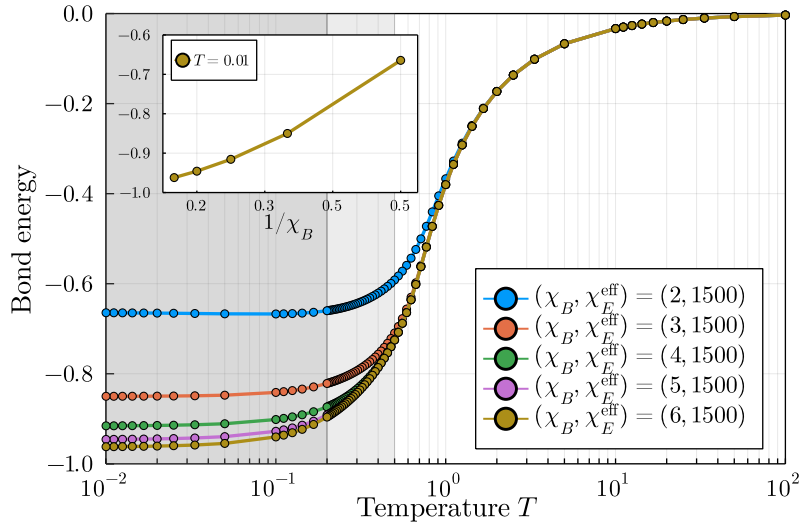 0.0
−0.2
−0.4
−0.6
−0.8
−1.0
Bond energy
−0.6
−0.7
−0.8
−0.9
−1.0
T = 0.01
0.2 0.3 0.5 0.5
1/χ_B
(χ_B, χ_E^eff) = (2, 1500)
(χ_B, χ_E^eff) = (3, 1500)
(χ_B, χ_E^eff) = (4, 1500)
(χ_B, χ_E^eff) = (5, 1500)
(χ_B, χ_E^eff) = (6, 1500)
10^−2 10^−1 10^0 10^1 10^2
Temperature T